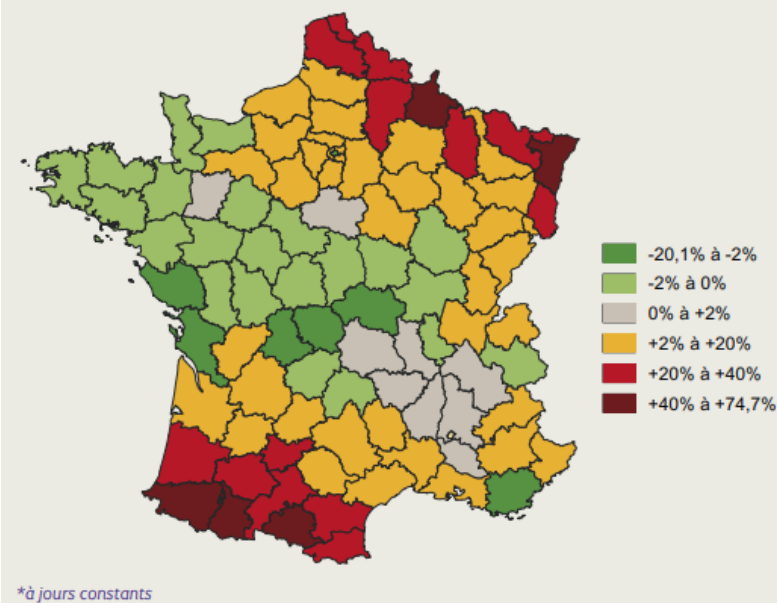 -20,1% à -2%
-2% à 0%
0% à +2%
+2% à +20%
+20% à +40%
+40% à +74,7%
*à jours constants